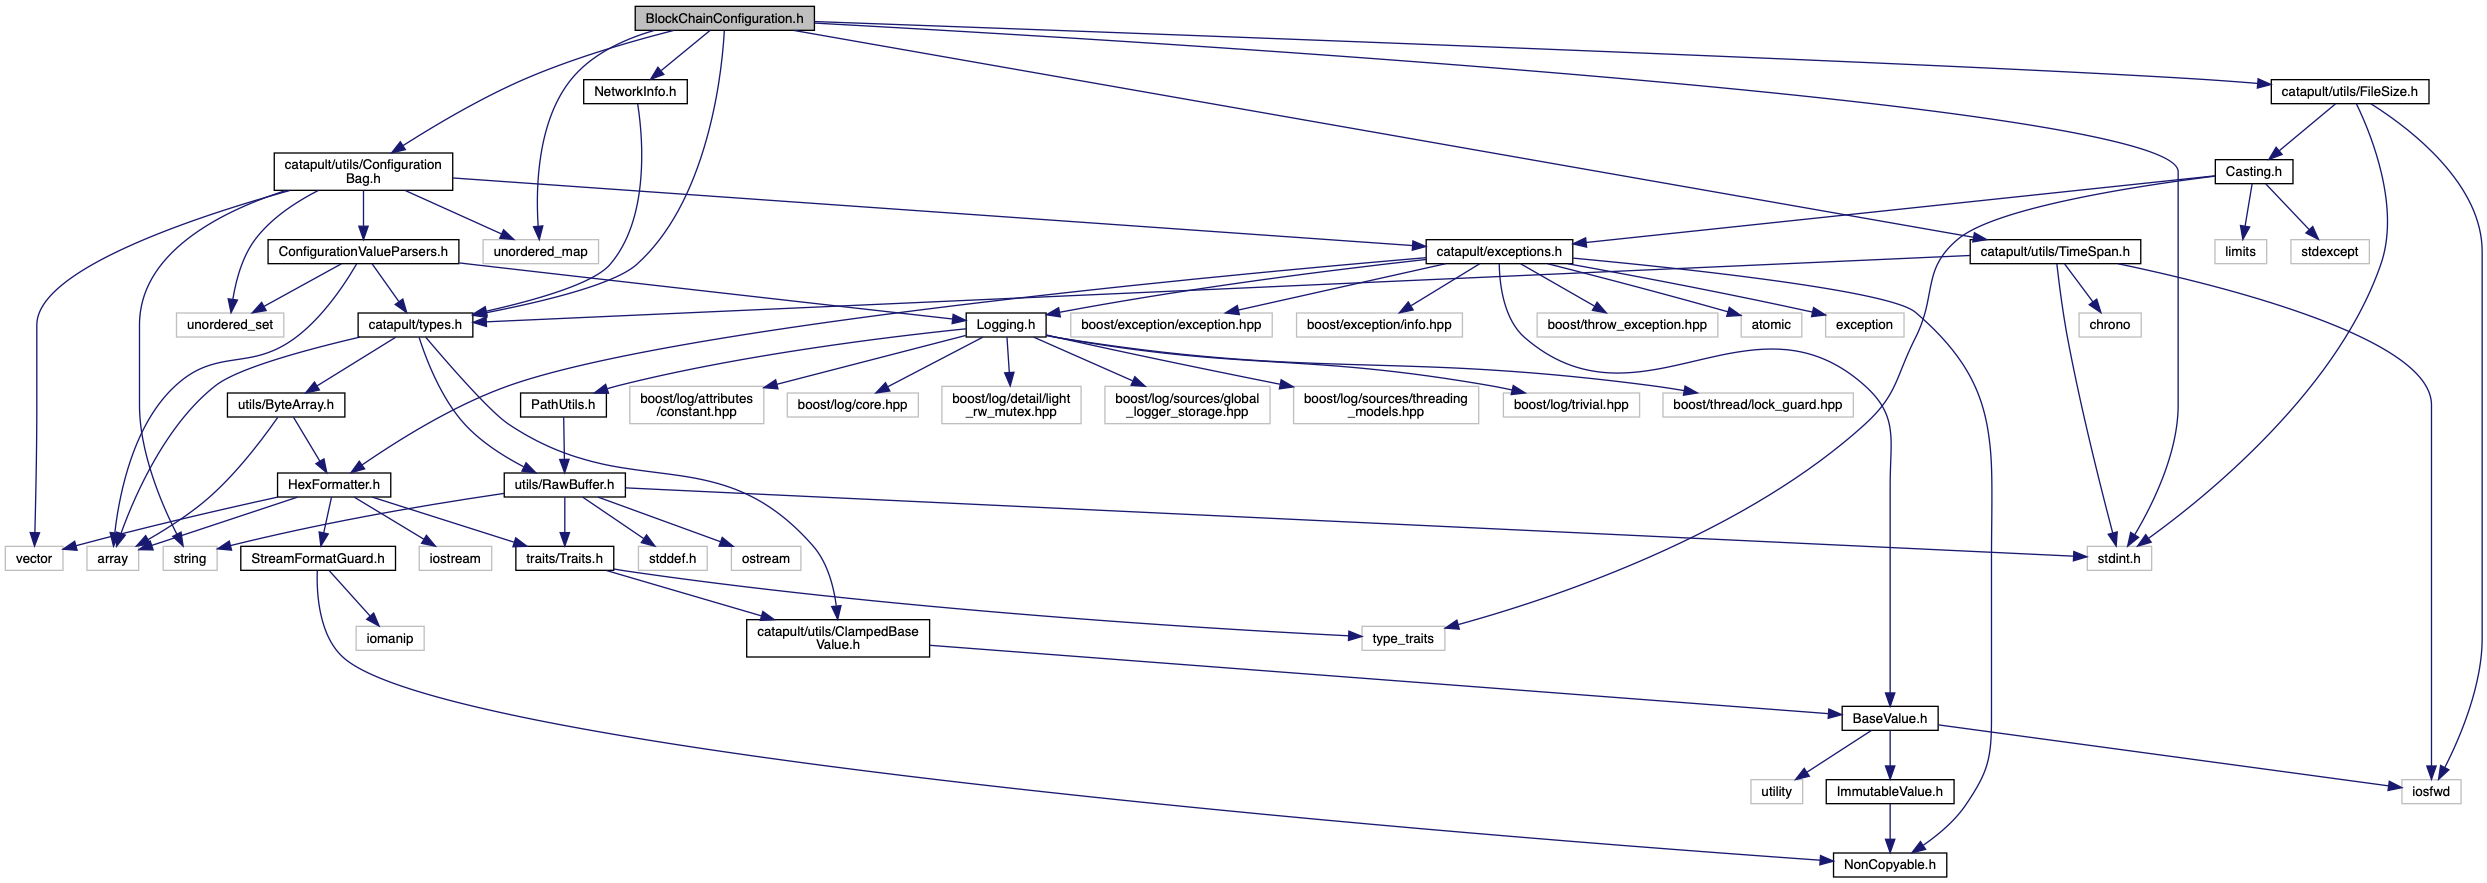 BlockChainConfiguration.h
NetworkInfo.h
catapult/utils/FileSize.h
catapult/utils/Configuration
Bag.h
Casting.h
ConfigurationValueParsers.h
unordered_map
catapult/exceptions.h
catapult/utils/TimeSpan.h
limits
stdexcept
unordered_set
catapult/types.h
Logging.h
boost/exception/exception.hpp
boost/exception/info.hpp
boost/throw_exception.hpp
atomic
exception
chrono
utils/ByteArray.h
PathUtils.h
boost/log/attributes
/constant.hpp
boost/log/core.hpp
boost/log/detail/light
_rw_mutex.hpp
boost/log/sources/global
_logger_storage.hpp
boost/log/sources/threading
_models.hpp
boost/log/trivial.hpp
boost/thread/lock_guard.hpp
HexFormatter.h
utils/RawBuffer.h
vector
array
string
StreamFormatGuard.h
iostream
traits/Traits.h
stddef.h
ostream
stdint.h
iomanip
catapult/utils/ClampedBase
Value.h
type_traits
BaseValue.h
utility
ImmutableValue.h
iosfwd
NonCopyable.h